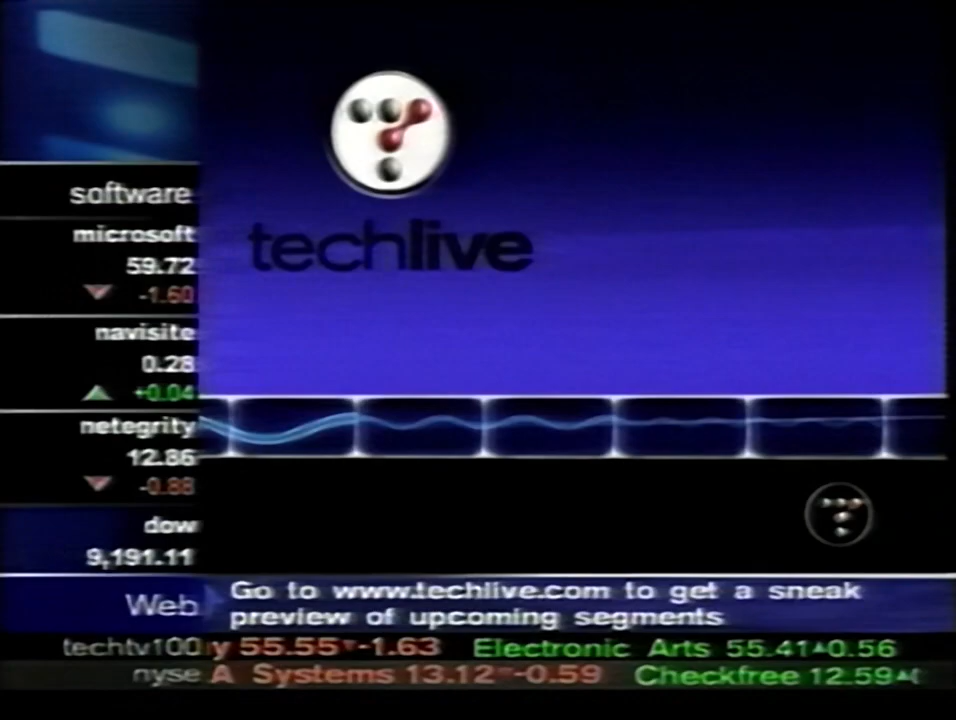 techlive
software
microsoft
59.72
-1.60
navisite
0.28
+0.04
netegrity
12.86
-0.88
dow
9,191.11
Web
Go to www.techlive.com to get a sneak
preview of upcoming segments
techtv100 y 55.55 -1.63 Electronic Arts 55.41 0.56
nyse A Systems 13.12 -0.59 Checkfree 12.59